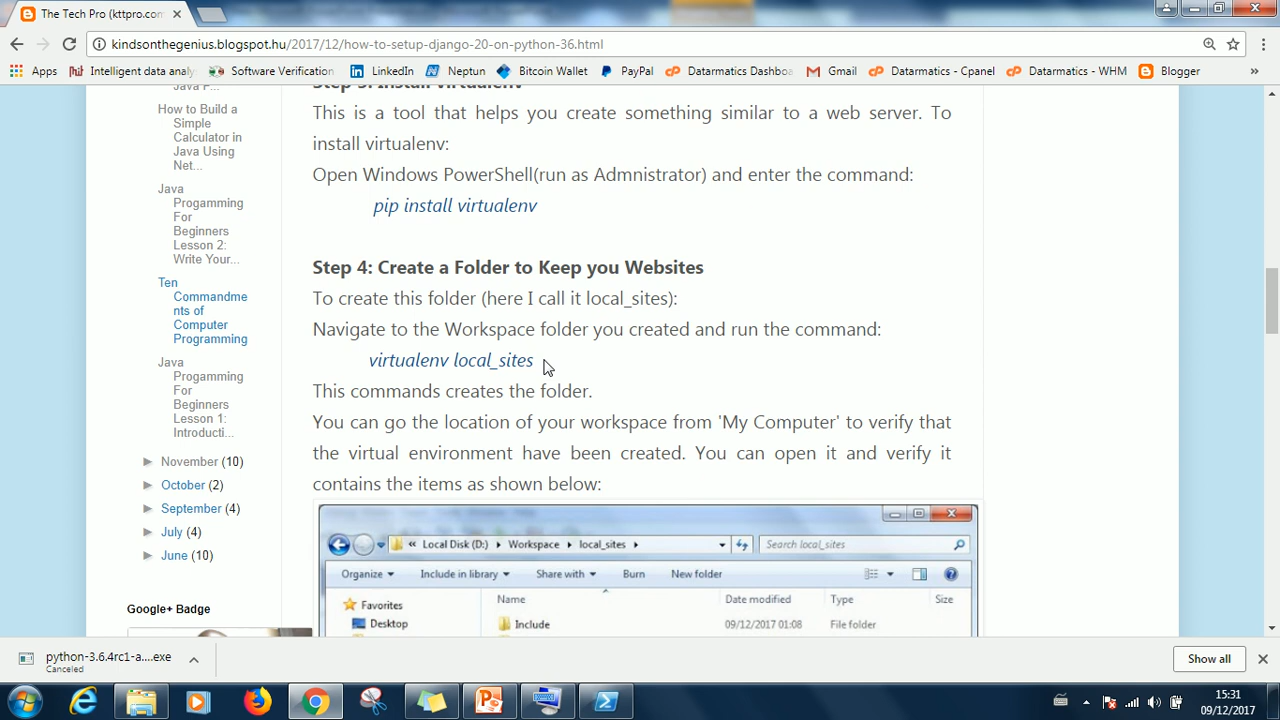 The Tech Pro (kttpro.com
kindsonthegenius.blogspot.hu/2017/12/how-to-setup-django-20-on-python-36.html
Apps Intelligent data analy Software Verification LinkedIn Neptun Bitcoin Wallet PayPal Datarmatics Dashboa Gmail Datarmatics - Cpanel Datarmatics - WHM Blogger »
Java P...
How to Build a
Simple
Calculator in
Java Using
Net...
Java
Progamming
For
Beginners
Lesson 2:
Write Your...
Ten
Commandme
nts of
Computer
Programming
Java
Progamming
For
Beginners
Lesson 1:
Introducti...
► November (10)
► October (2)
► September (4)
► July (4)
► June (10)
Google+ Badge
Step 3: Install virtualenv
This is a tool that helps you create something similar to a web server. To
install virtualenv:
Open Windows PowerShell(run as Admnistrator) and enter the command:
pip install virtualenv
Step 4: Create a Folder to Keep you Websites
To create this folder (here I call it local_sites):
Navigate to the Workspace folder you created and run the command:
virtualenv local_sites
This commands creates the folder.
You can go the location of your workspace from 'My Computer' to verify that
the virtual environment have been created. You can open it and verify it
contains the items as shown below:
« Local Disk (D:) Workspace local_sites Search local_sites
Organize Include in library Share with Burn New folder
Favorites Name Date modified Type Size
Desktop Include 09/12/2017 01:08 File folder
python-3.6.4rc1-a....exe
Canceled
Show all
15:31
09/12/2017